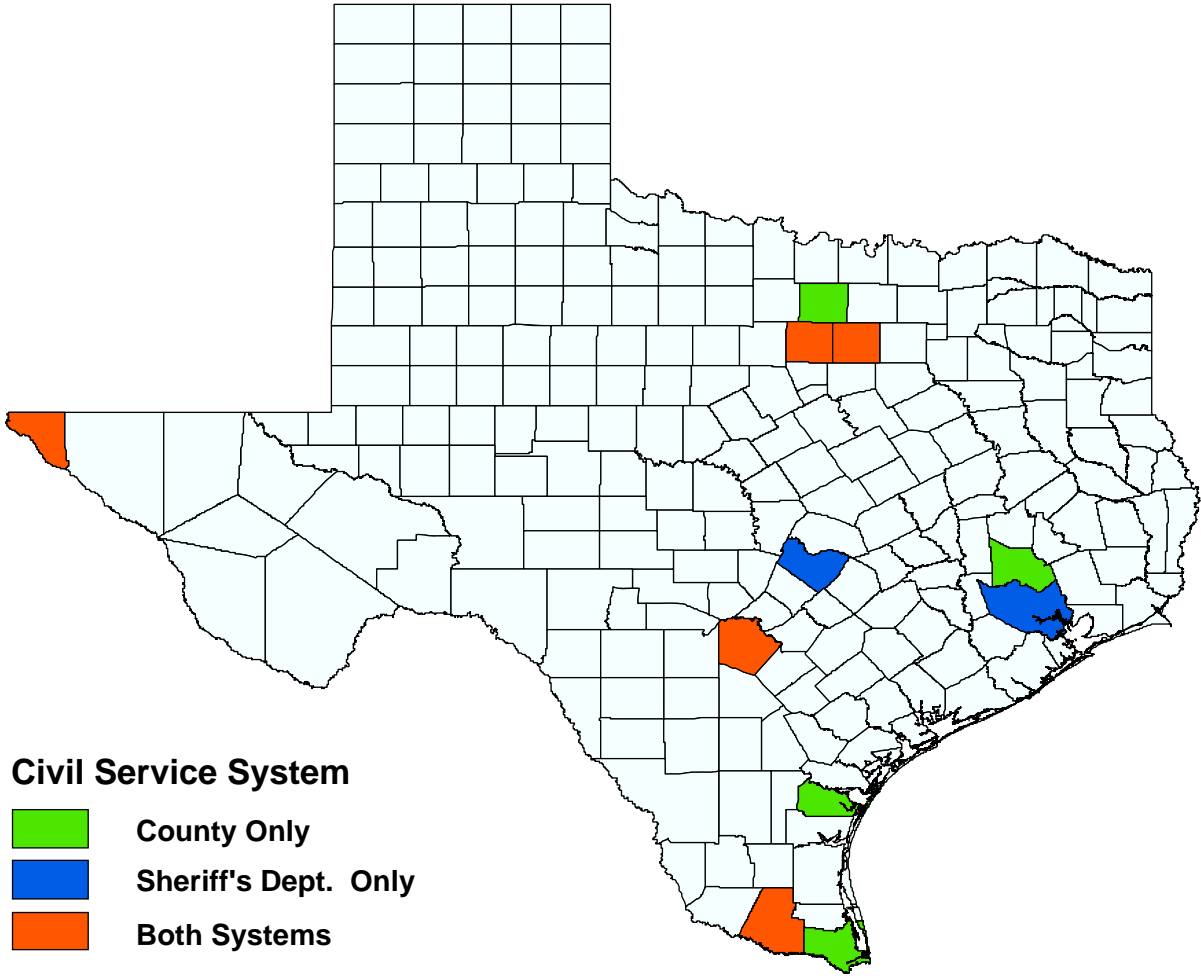 Civil Service System
County Only
Sheriff's Dept. Only
Both Systems